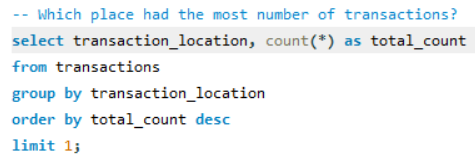 -- Which place had the most number of transactions?
select transaction_location, count(*) as total_count
from transactions
group by transaction_location
order by total_count desc
limit 1;